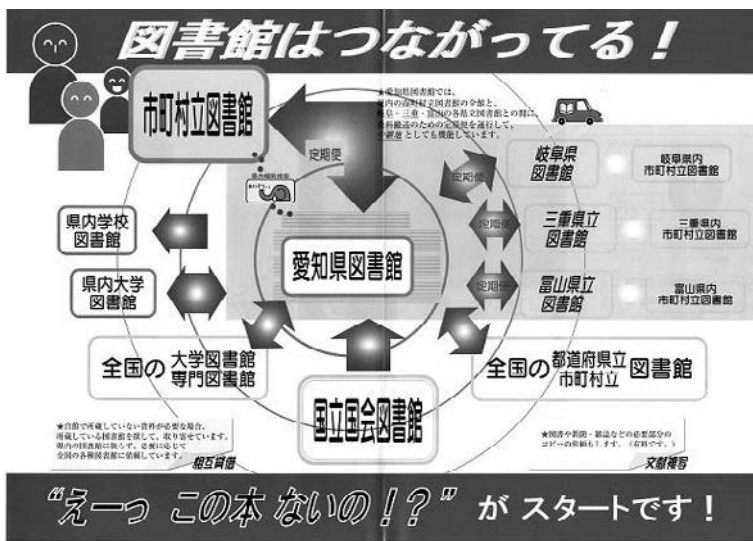 図書館はつながってる！
市町村立図書館
★愛知県図書館では、
県内の市町村立図書館の全館と、
岐阜・三重・富山の各県立図書館との間に、
資料搬送のための定期便を運行して、
としても機能しています。
定期便
岐阜県
図書館
岐阜県内
市町村立図書館
定期便
県内学校
図書館
愛知県図書館
定期便
三重県立
図書館
三重県内
市町村立図書館
県内大学
図書館
定期便
富山県立
図書館
富山県内
市町村立図書館
全国の 大学図書館
専門図書館
国立国会図書館
全国の 都道府県立
市町村立 図書館
★自館で所蔵していない資料が必要な場合、
所蔵している図書館を探して、取り寄せています。
県内の図書館に限らず、必要に応じて
全国の各種図書館に依頼しています。
相互貸借
★図書や新聞・雑誌などの必要部分の
コピーの依頼もします。（有料です。）
文献複写
“えーっ この本 ないの！？” が スタートです！